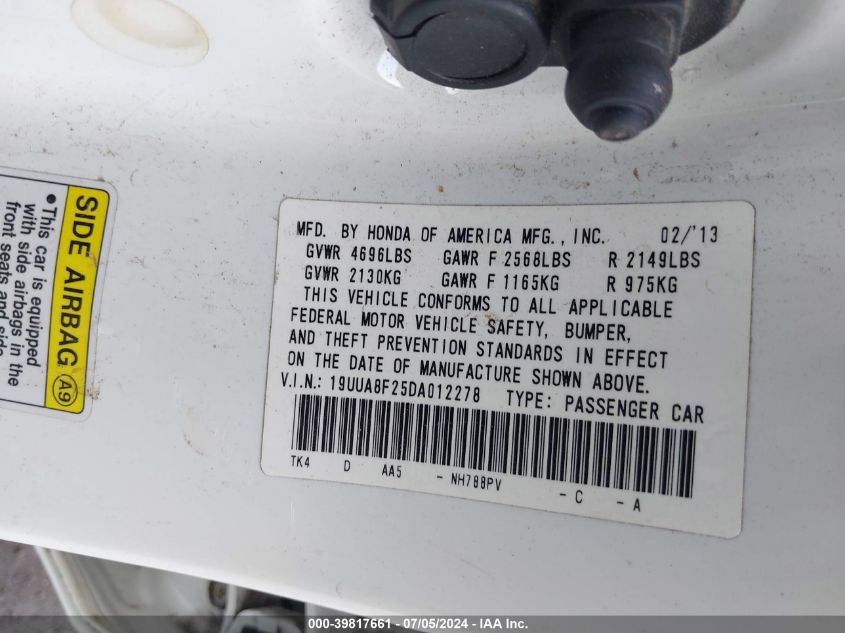 SIDE AIRBAG A9
•This car is equipped
with side airbags in the
front seats and side
MFD. BY HONDA OF AMERICA MFG., INC. 02/'13
GVWR 4696LBS GAWR F 2568LBS R 2149LBS
GVWR 2130KG GAWR F 1165KG R 975KG
THIS VEHICLE CONFORMS TO ALL APPLICABLE
FEDERAL MOTOR VEHICLE SAFETY, BUMPER,
AND THEFT PREVENTION STANDARDS IN EFFECT
ON THE DATE OF MANUFACTURE SHOWN ABOVE.
V.I.N.: 19UUA8F25DA012278 TYPE: PASSENGER CAR
TK4 D AA5 - NH788PV - C - A
000-39817661 - 07/05/2024 - IAA Inc.